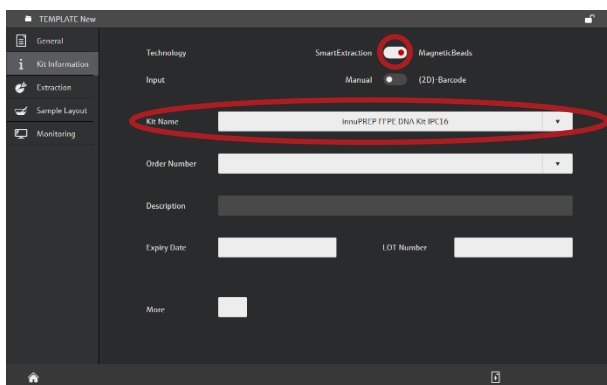 TEMPLATE New
General
Kit Information
Extraction
Sample Layout
Monitoring
Technology SmartExtraction MagneticBeads
Input Manual (2D)-Barcode
Kit Name innuPREP FFPE DNA Kit IPC16
Order Number
Description
Expiry Date LOT Number
More